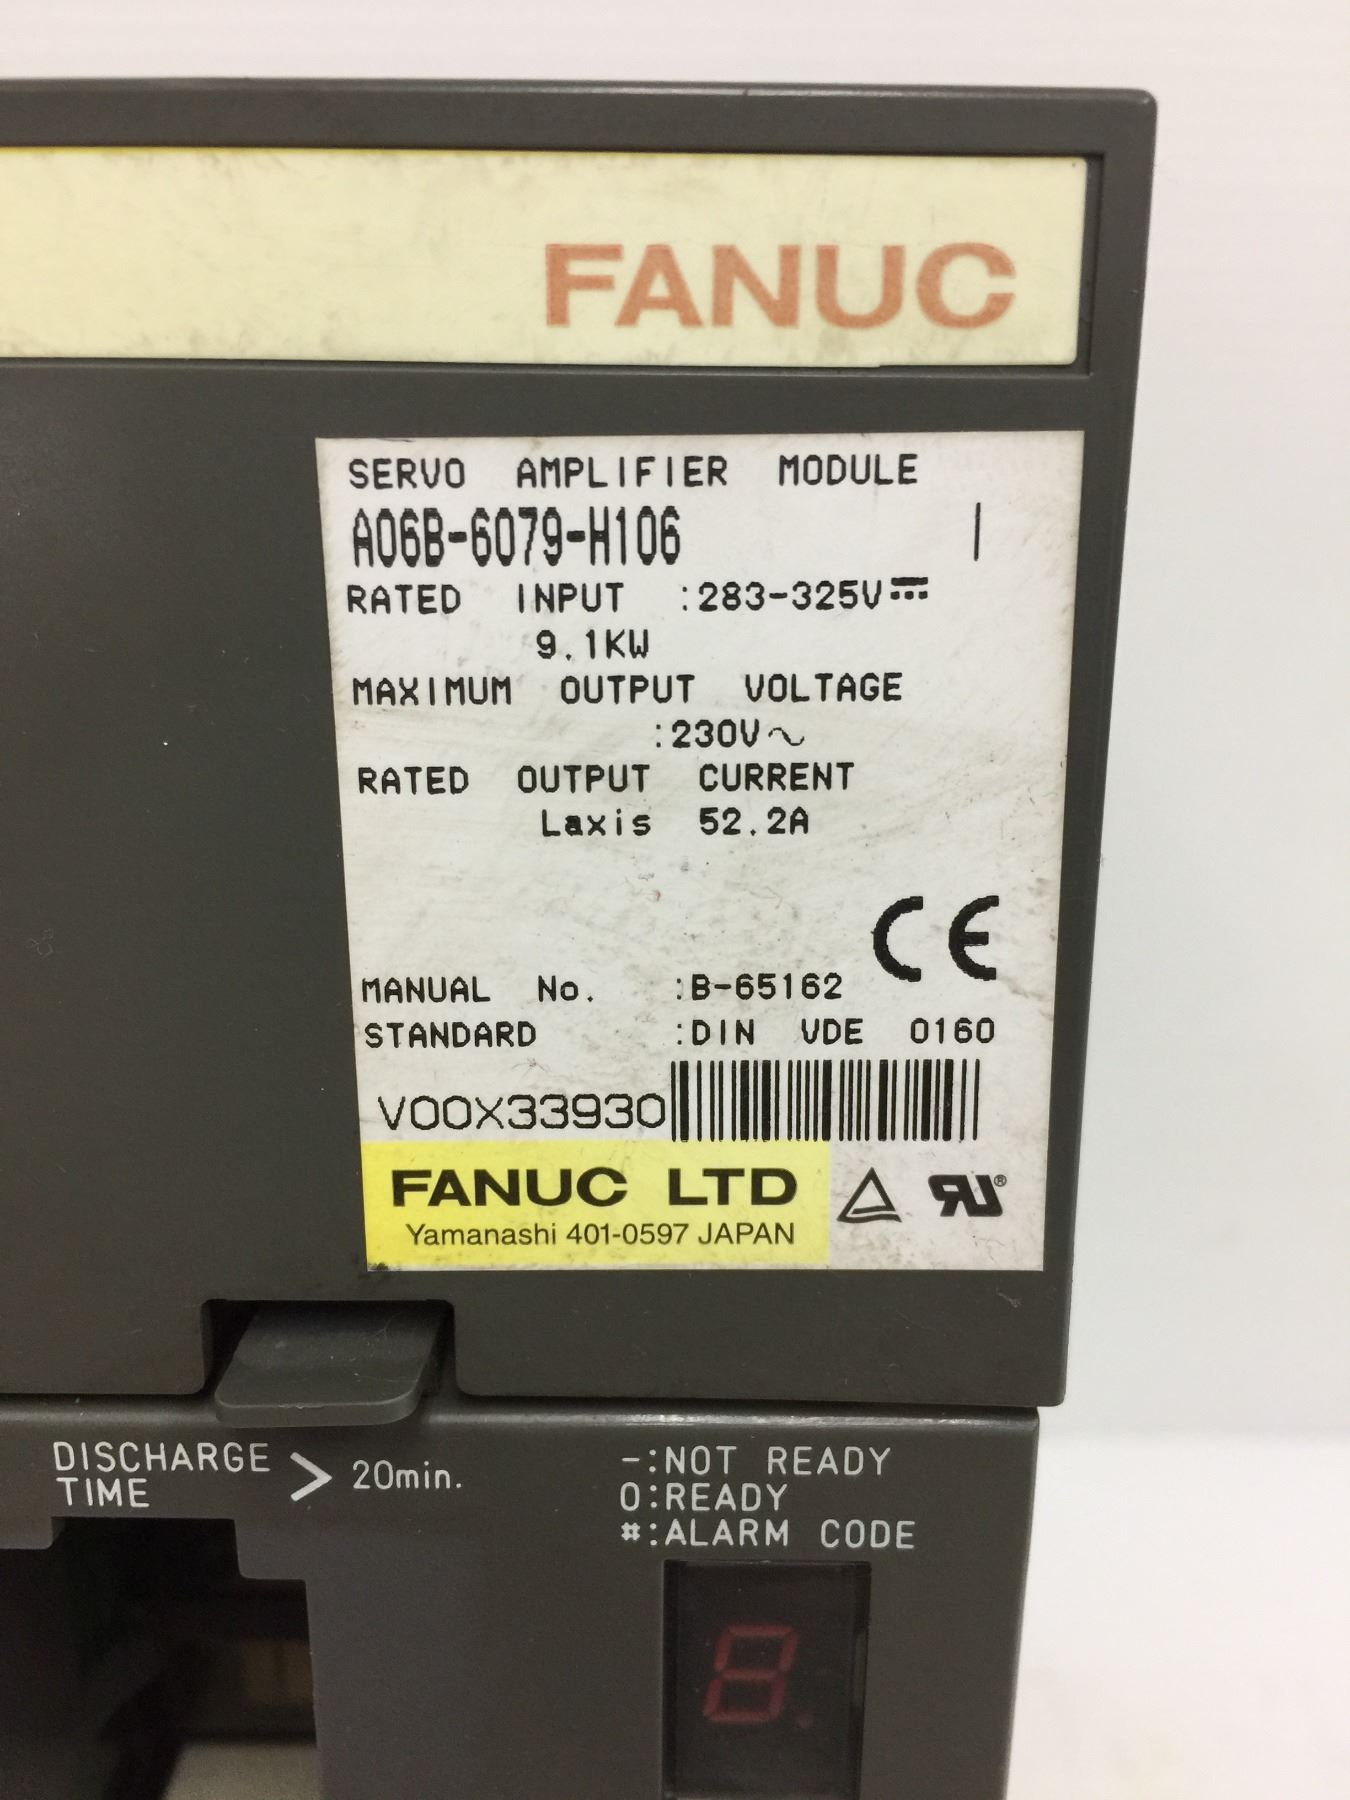 FANUC
SERVO AMPLIFIER MODULE
A06B-6079-H106 I
RATED INPUT :283-325V⎓
9.1KW
MAXIMUM OUTPUT VOLTAGE
:230V∿
RATED OUTPUT CURRENT
Laxis 52.2A
CE
MANUAL No. :B-65162
STANDARD :DIN VDE 0160
V00X33930
FANUC LTD
Yamanashi 401-0597 JAPAN
RU®
DISCHARGE TIME > 20min.
-:NOT READY
0:READY
#:ALARM CODE
8.